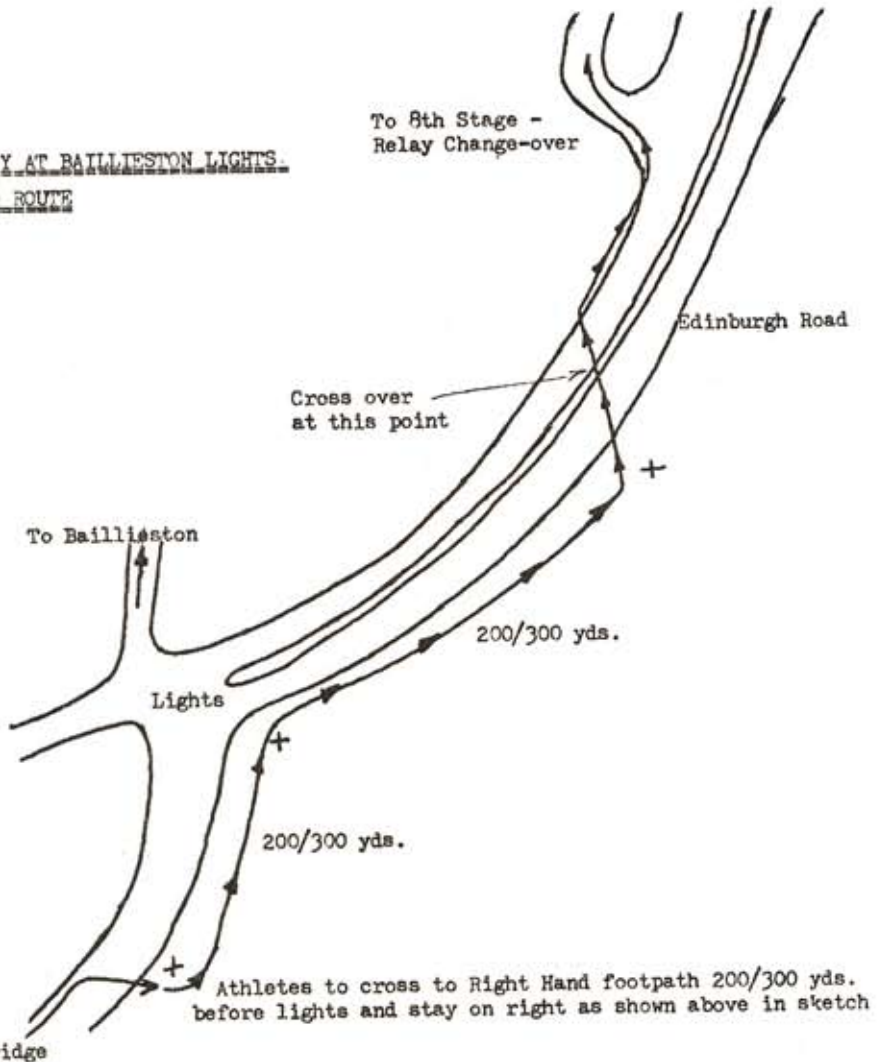 To 8th Stage -
Relay Change-over
Y AT BAILLIESTON LIGHTS.
ROUTE
Edinburgh Road
Cross over
at this point
To Baillieston
200/300 yds.
Lights
200/300 yds.
Athletes to cross to Right Hand footpath 200/300 yds.
before lights and stay on right as shown above in sketch
idge